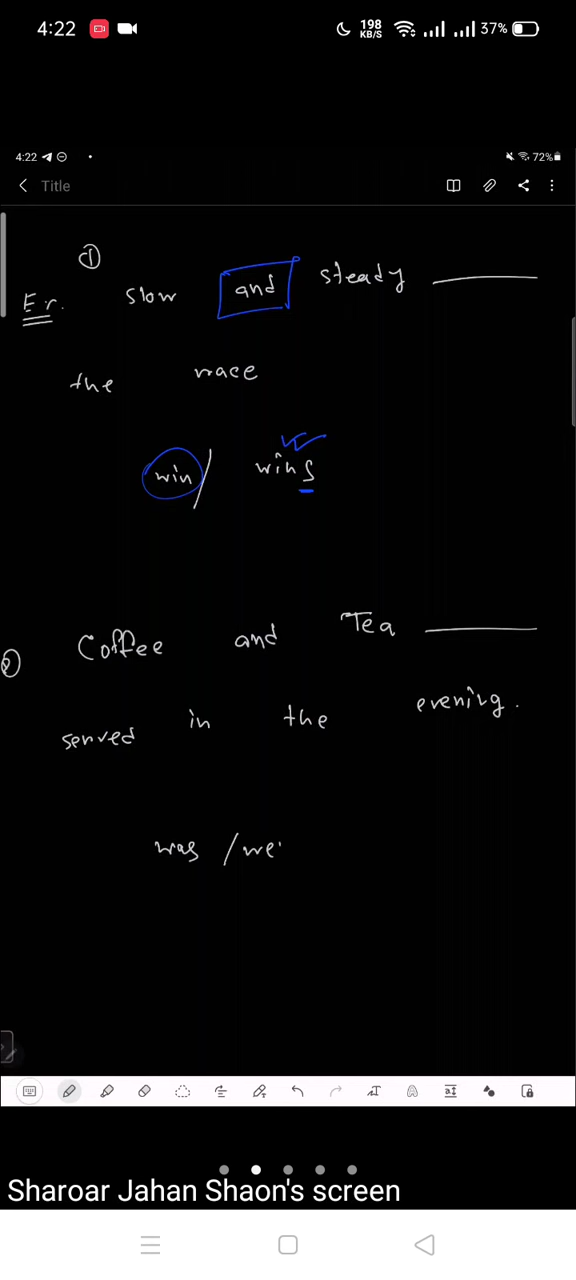 4:22
198 KB/S
37%
4:22
72%
Title
①
Ex. slow and steady
the race
win/ wins
② Coffee and Tea
served in the evening.
was /we
Sharoar Jahan Shaon's screen